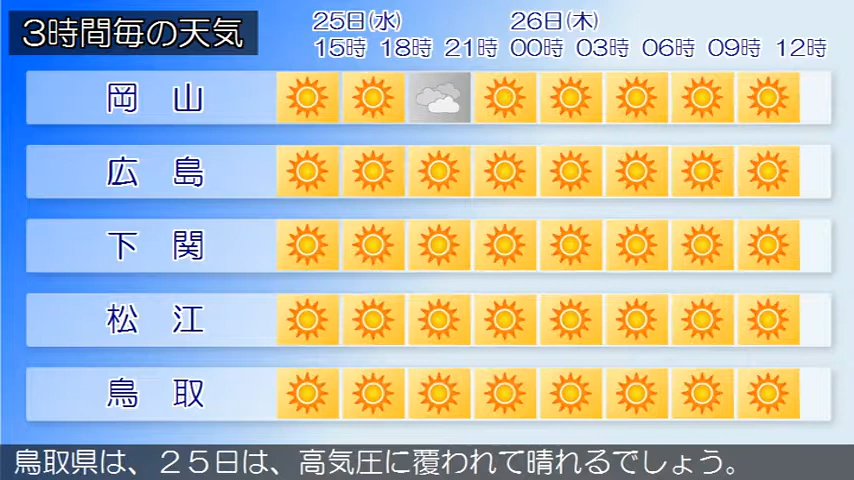 3時間毎の天気
25日(水) 26日(木)
15時 18時 21時 00時 03時 06時 09時 12時
岡 山
広 島
下 関
松 江
鳥 取
鳥取県は、２５日は、高気圧に覆われて晴れるでしょう。